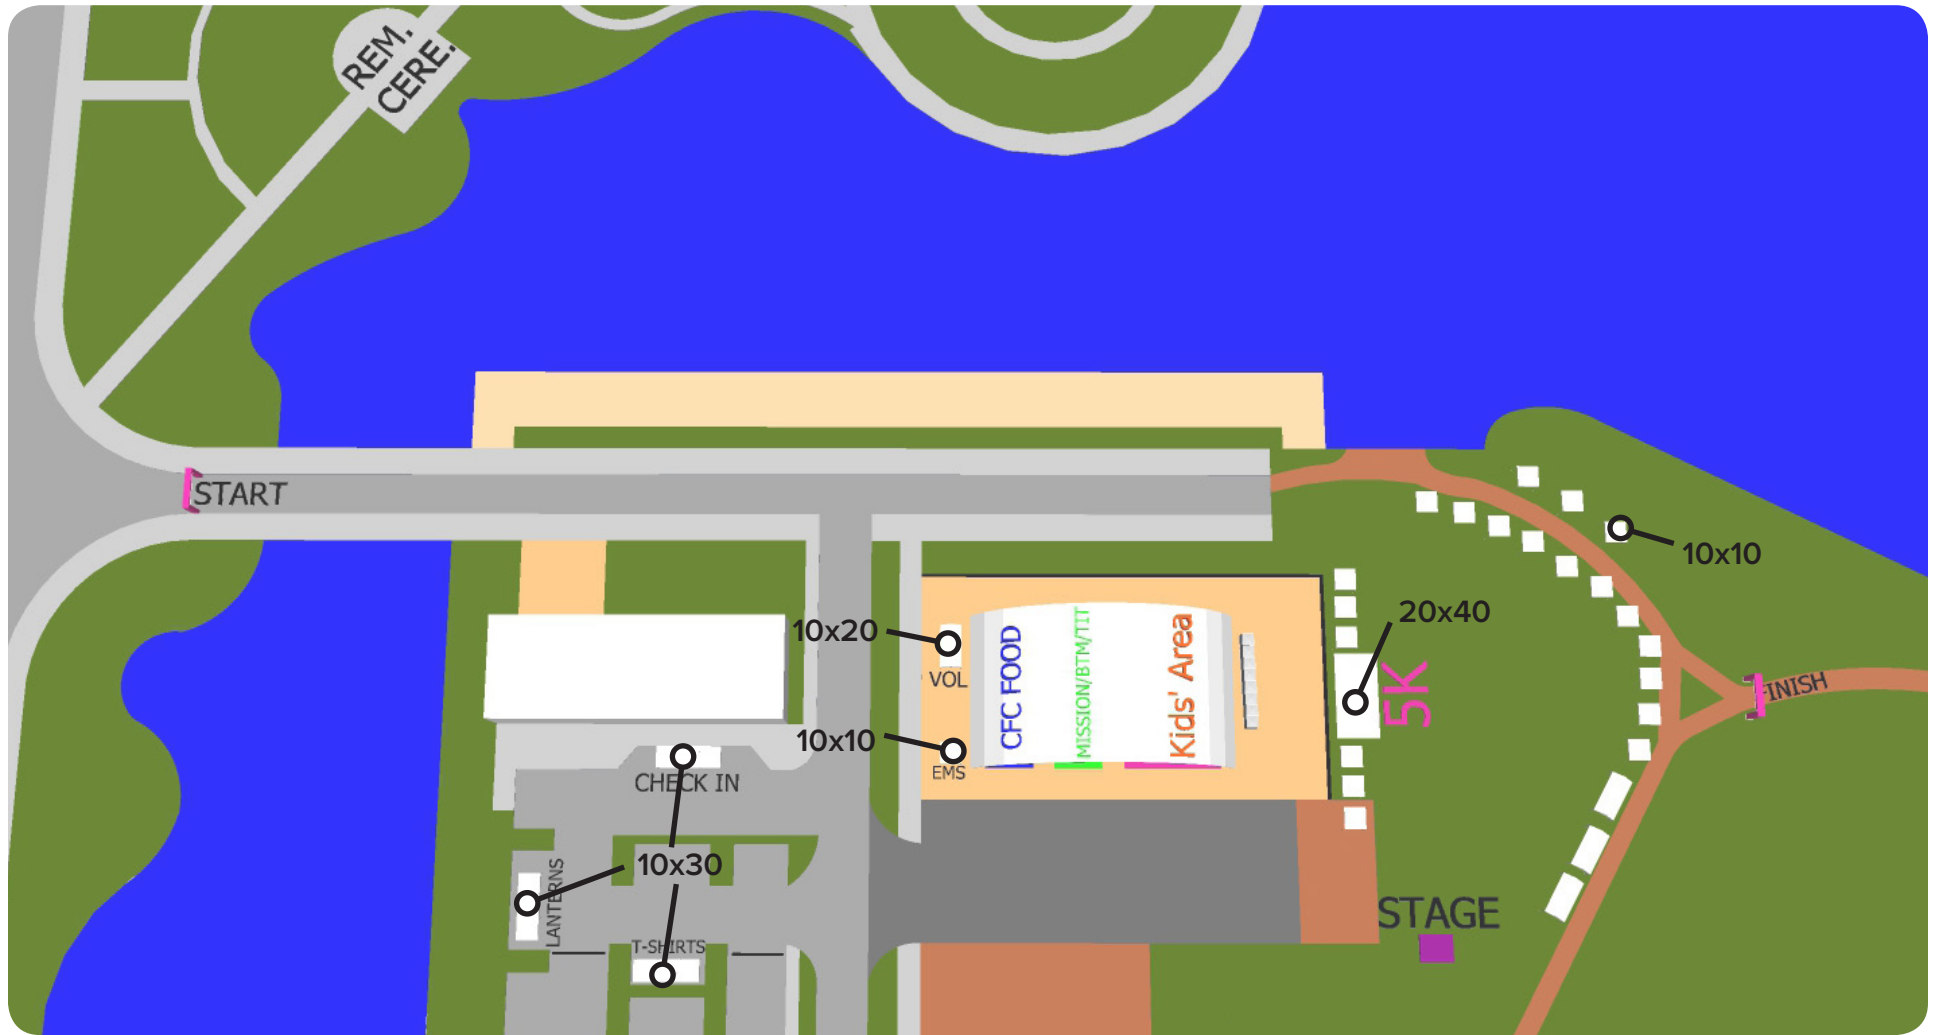 REM.
CERE.
START
10x10
20x40
10x20
VOL
CFC FOOD
MISSION/BTM/TIT
Kids' Area
5K
FINISH
10x10
EMS
CHECK IN
10x30
LANTERNS
T-SHIRTS
STAGE